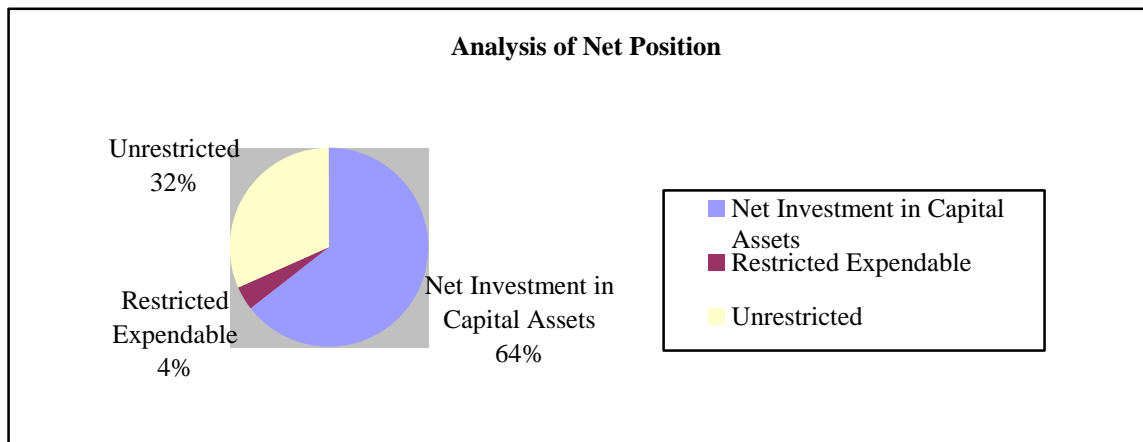 Analysis of Net Position
Unrestricted
32%
Restricted
Expendable
4%
Net Investment in
Capital Assets
64%
Net Investment in Capital
Assets
Restricted Expendable
Unrestricted